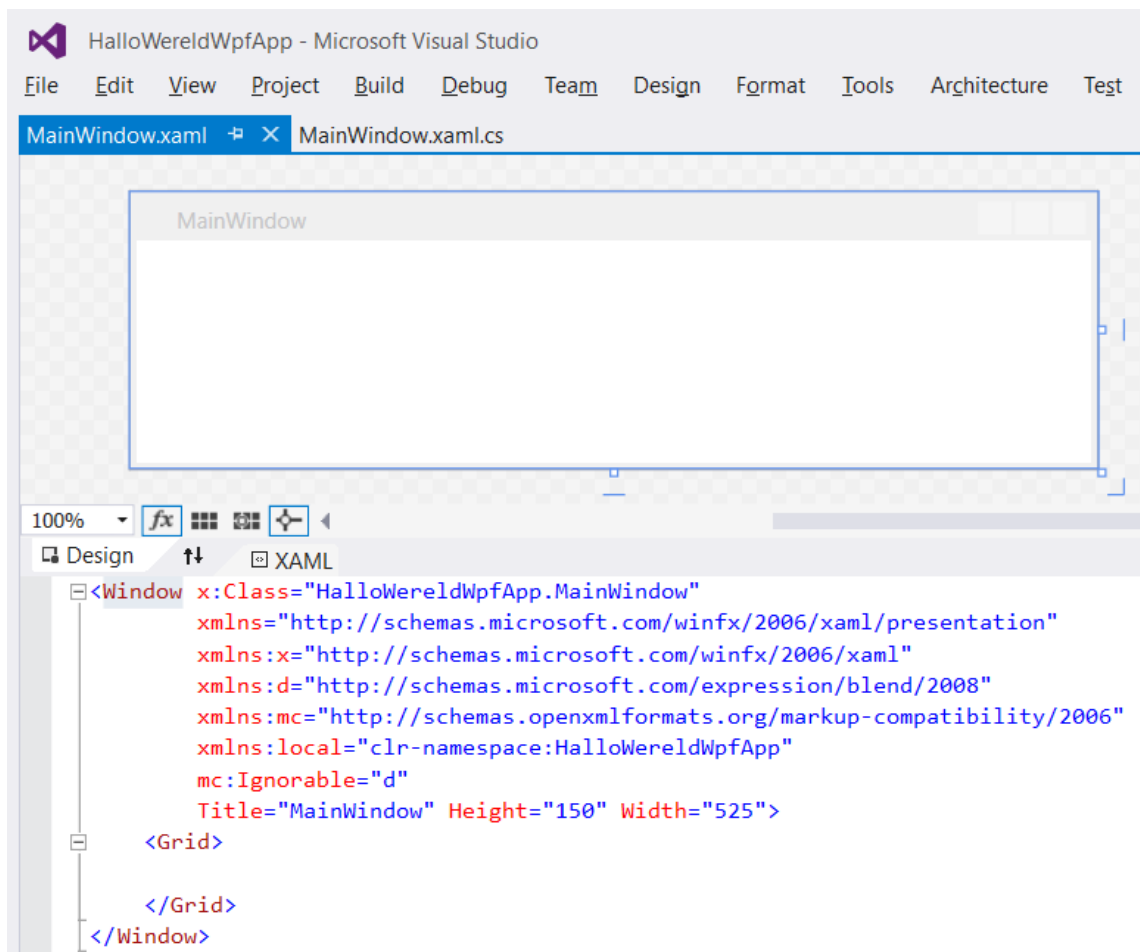 HalloWereldWpfApp - Microsoft Visual Studio
File Edit View Project Build Debug Team Design Format Tools Architecture Test
MainWindow.xaml MainWindow.xaml.cs
MainWindow
100% fx
Design XAML
<Window x:Class="HalloWereldWpfApp.MainWindow"
xmlns="http://schemas.microsoft.com/winfx/2006/xaml/presentation"
xmlns:x="http://schemas.microsoft.com/winfx/2006/xaml"
xmlns:d="http://schemas.microsoft.com/expression/blend/2008"
xmlns:mc="http://schemas.openxmlformats.org/markup-compatibility/2006"
xmlns:local="clr-namespace:HalloWereldWpfApp"
mc:Ignorable="d"
Title="MainWindow" Height="150" Width="525">
<Grid>
</Grid>
</Window>